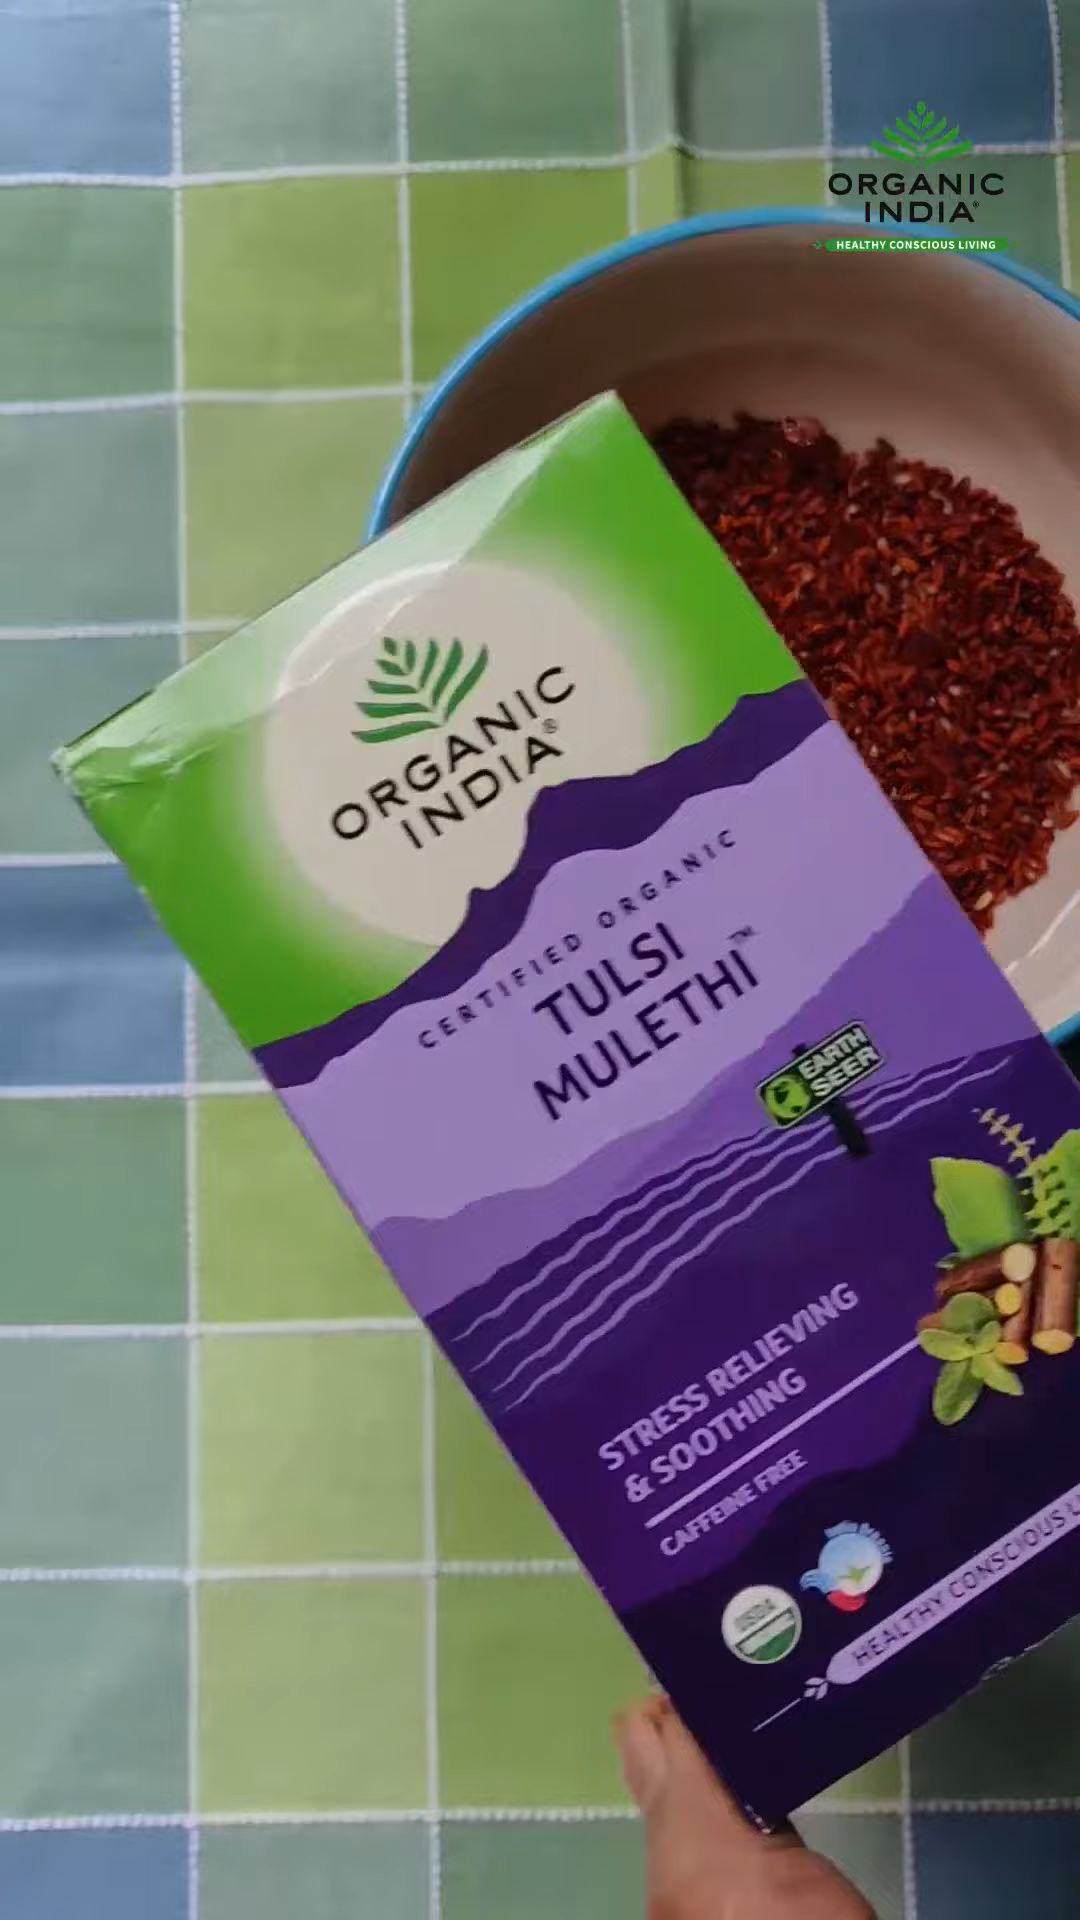 ORGANIC
INDIA®
HEALTHY CONSCIOUS LIVING
ORGANIC
INDIA®
CERTIFIED ORGANIC
TULSI
MULETHI™
EARTH
SEER
STRESS RELIEVING
& SOOTHING
CAFFEINE FREE
USDA
HEALTHY CONSCIOUS